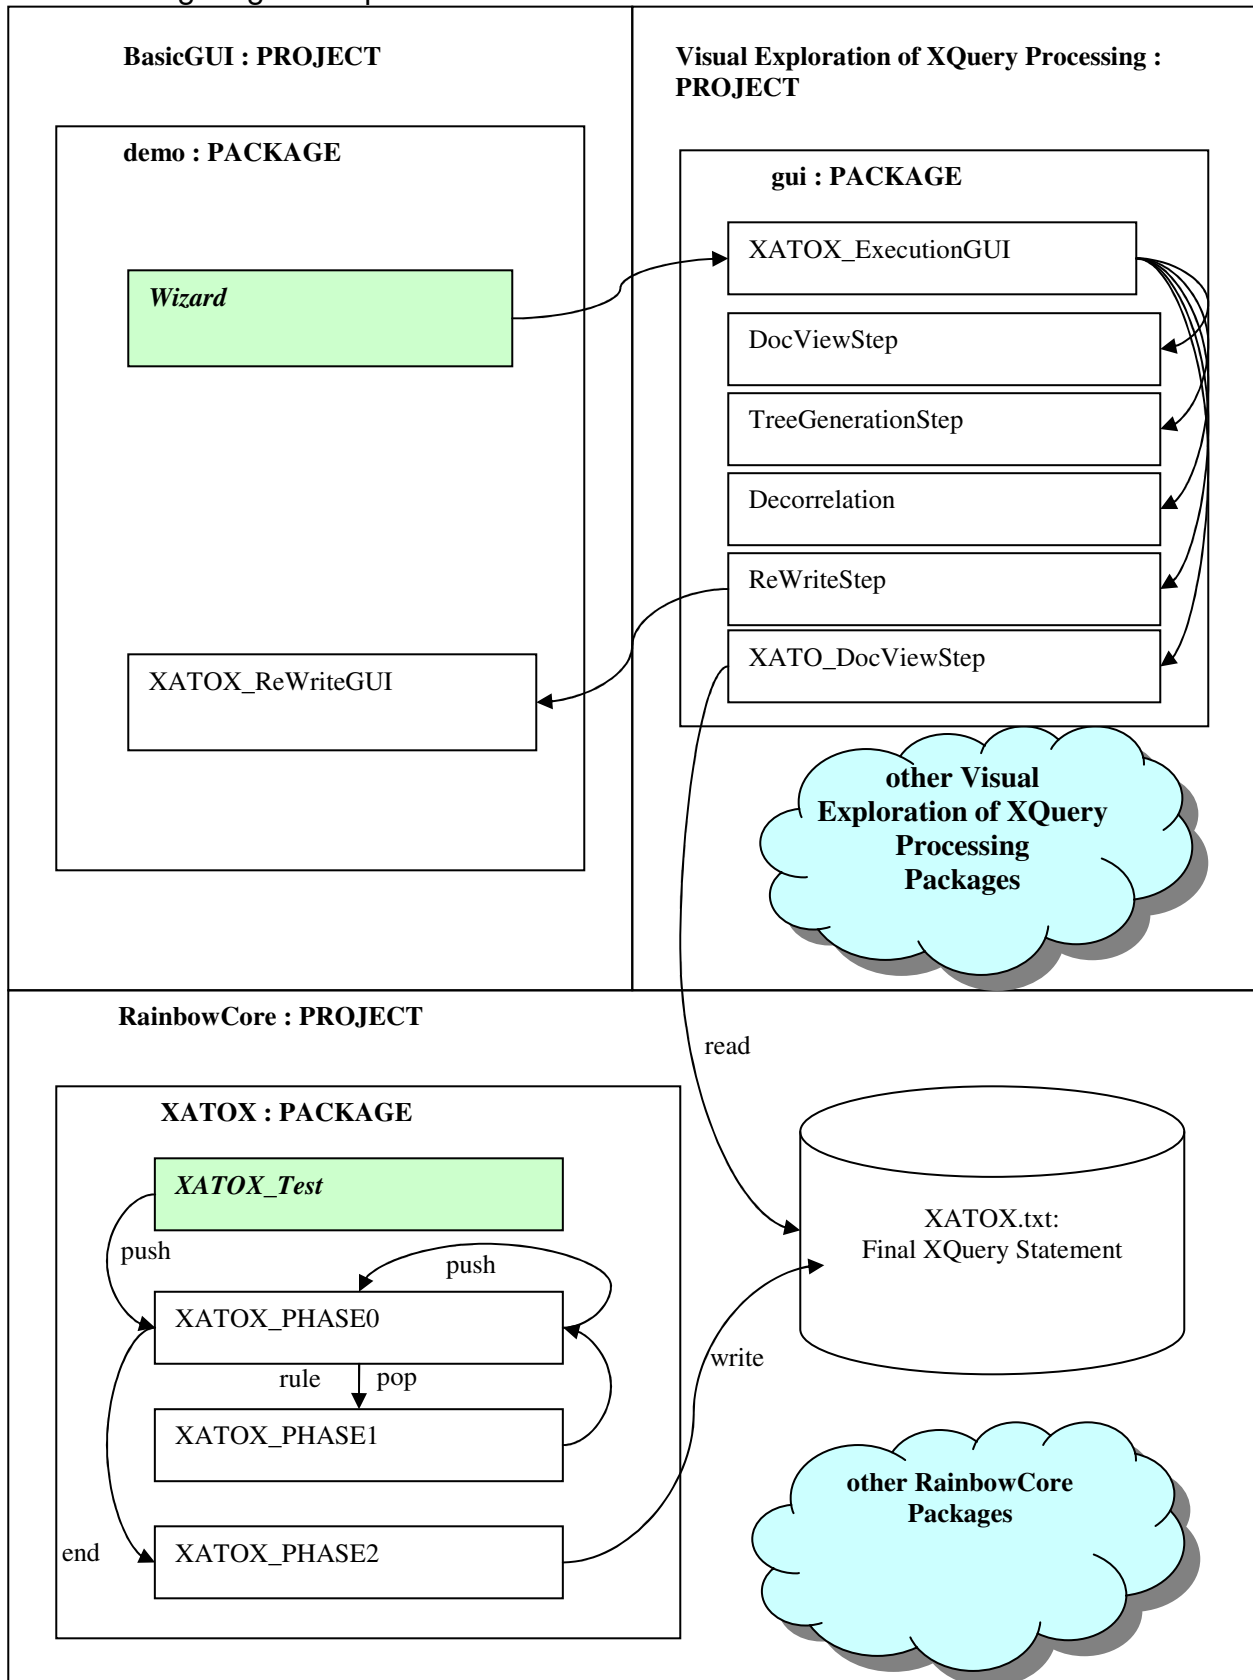 BasicGUI : PROJECT
Visual Exploration of XQuery Processing :
PROJECT
demo : PACKAGE
gui : PACKAGE
Wizard
XATOX_ExecutionGUI
DocViewStep
TreeGenerationStep
Decorrelation
ReWriteStep
XATO_DocViewStep
XATOX_ReWriteGUI
other Visual
Exploration of XQuery
Processing
Packages
RainbowCore : PROJECT
read
XATOX : PACKAGE
XATOX_Test
push
push
XATOX_PHASE0
rule
pop
XATOX_PHASE1
end
XATOX_PHASE2
write
XATOX.txt:
Final XQuery Statement
other RainbowCore
Packages